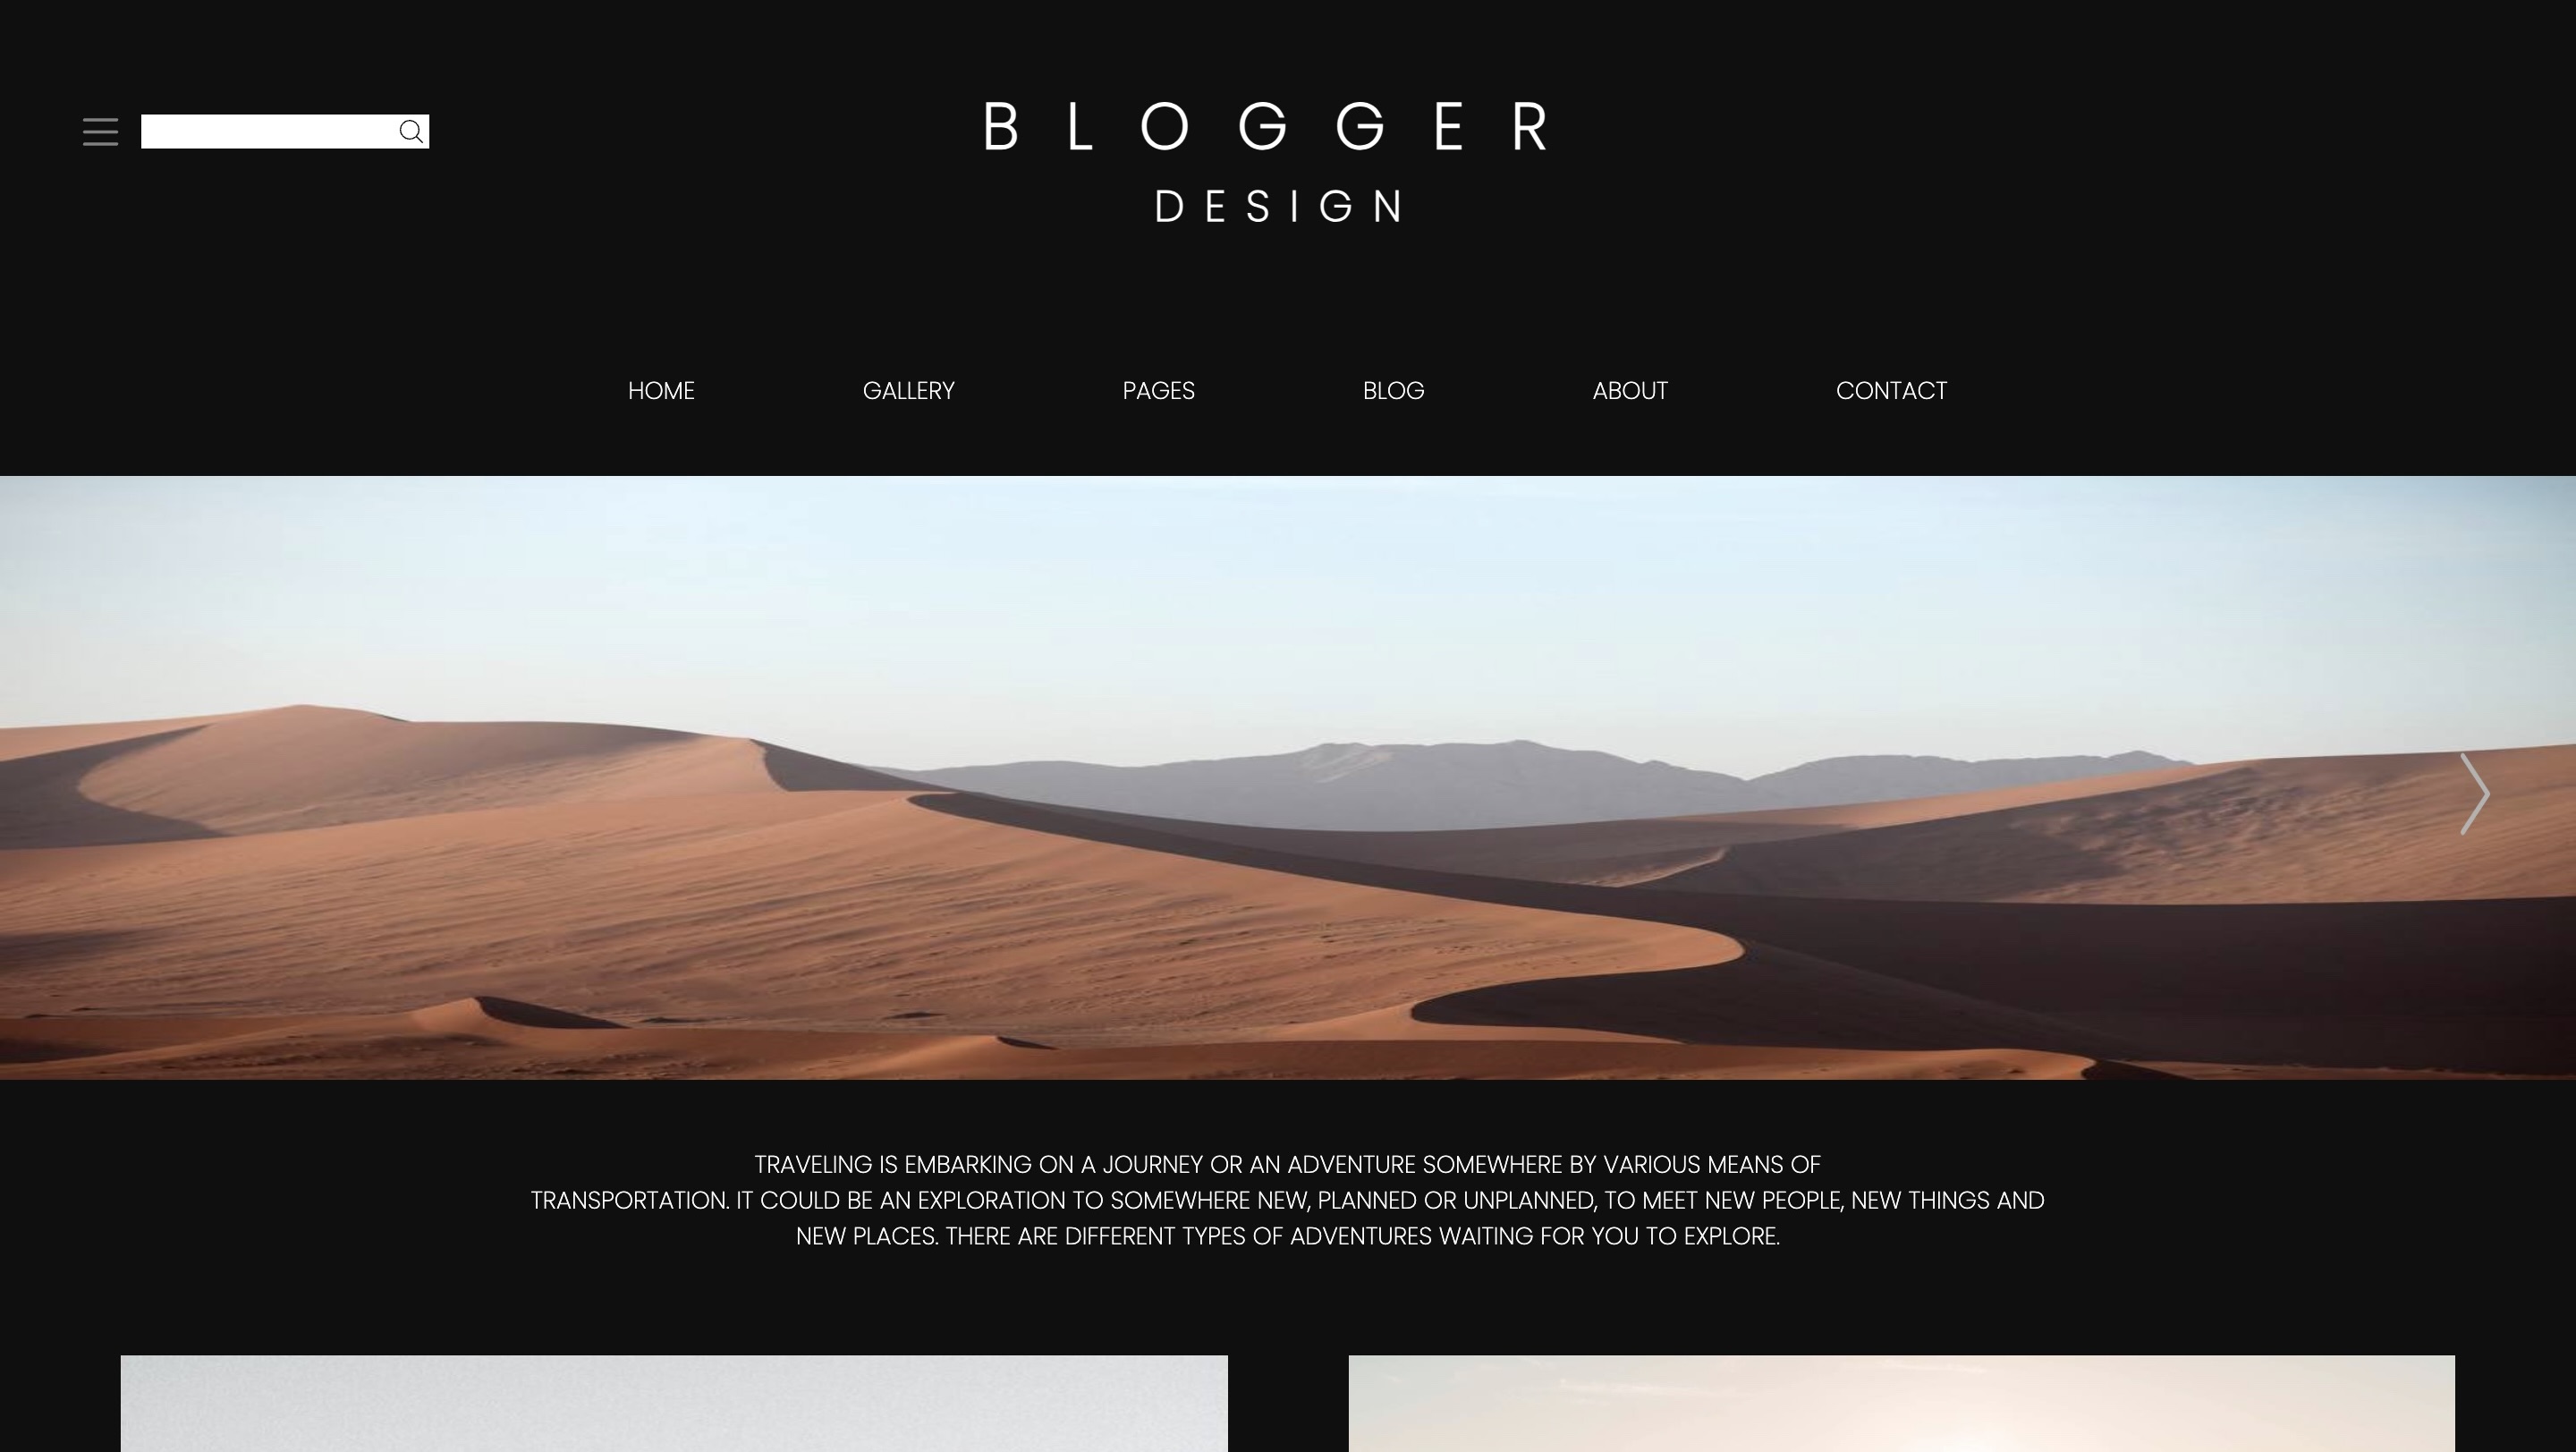 BLOGGER
DESIGN
HOME GALLERY PAGES BLOG ABOUT CONTACT
TRAVELING IS EMBARKING ON A JOURNEY OR AN ADVENTURE SOMEWHERE BY VARIOUS MEANS OF
TRANSPORTATION. IT COULD BE AN EXPLORATION TO SOMEWHERE NEW, PLANNED OR UNPLANNED, TO MEET NEW PEOPLE, NEW THINGS AND
NEW PLACES. THERE ARE DIFFERENT TYPES OF ADVENTURES WAITING FOR YOU TO EXPLORE.